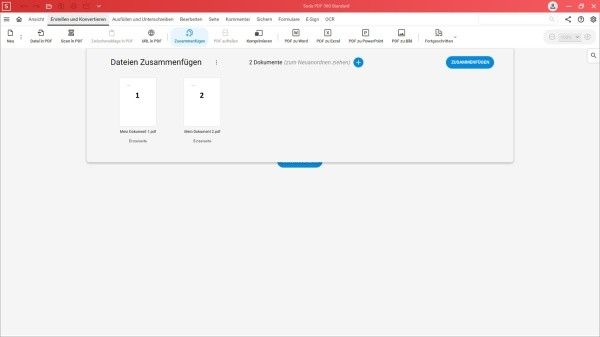 S
Soda PDF 360 Standard
Ansicht Erstellen und Konvertieren Ausfüllen und Unterschreiben Bearbeiten Seite Kommentar Sichern Formulare E-Sign OCR
Neu Datei in PDF Scan in PDF Zwischenablage in PDF URL in PDF Zusammenfügen PDF aufteilen Komprimieren PDF zu Word PDF zu Excel PDF zu PowerPoint PDF zu Bild Fortgeschritten
Dateien Zusammenfügen
2 Dokumente (zum Neuanordnen ziehen)
ZUSAMMENFÜGEN
1 2
Mein Dokument 1.pdf Mein Dokument 2.pdf